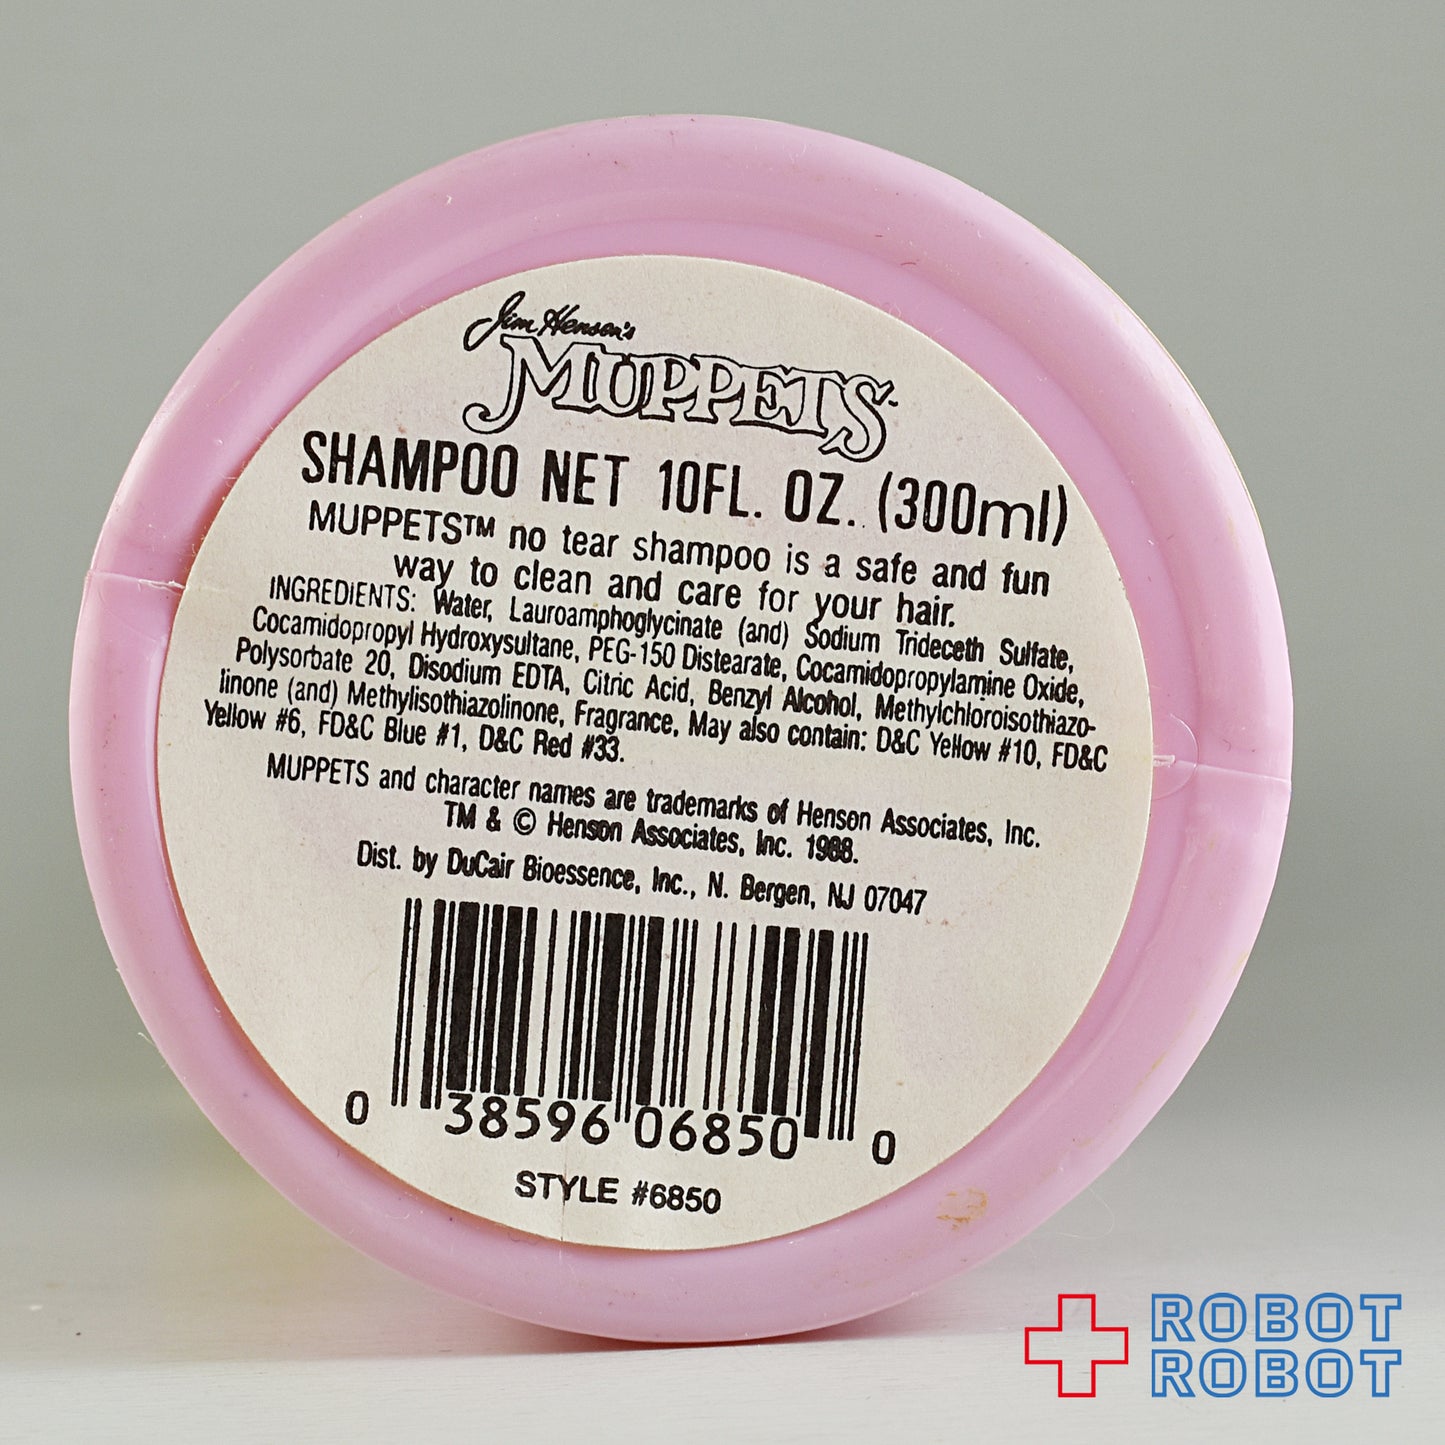 Jim Henson's
MUPPETS
SHAMPOO NET 10FL. OZ. (300ml)
MUPPETS™ no tear shampoo is a safe and fun
way to clean and care for your hair.
INGREDIENTS: Water, Lauroamphoglycinate (and) Sodium Trideceth Sulfate,
Cocamidopropyl Hydroxysultane, PEG-150 Distearate, Cocamidopropylamine Oxide,
Polysorbate 20, Disodium EDTA, Citric Acid, Benzyl Alcohol, Methylchloroisothiazo-
linone (and) Methylisothiazolinone, Fragrance, May also contain: D&C Yellow #10, FD&C
Yellow #6, FD&C Blue #1, D&C Red #33.
MUPPETS and character names are trademarks of Henson Associates, Inc.
TM & © Henson Associates, Inc. 1988.
Dist. by DuCair Bioessence, Inc., N. Bergen, NJ 07047
0 38596 06850 0
STYLE #6850
ROBOT
ROBOT